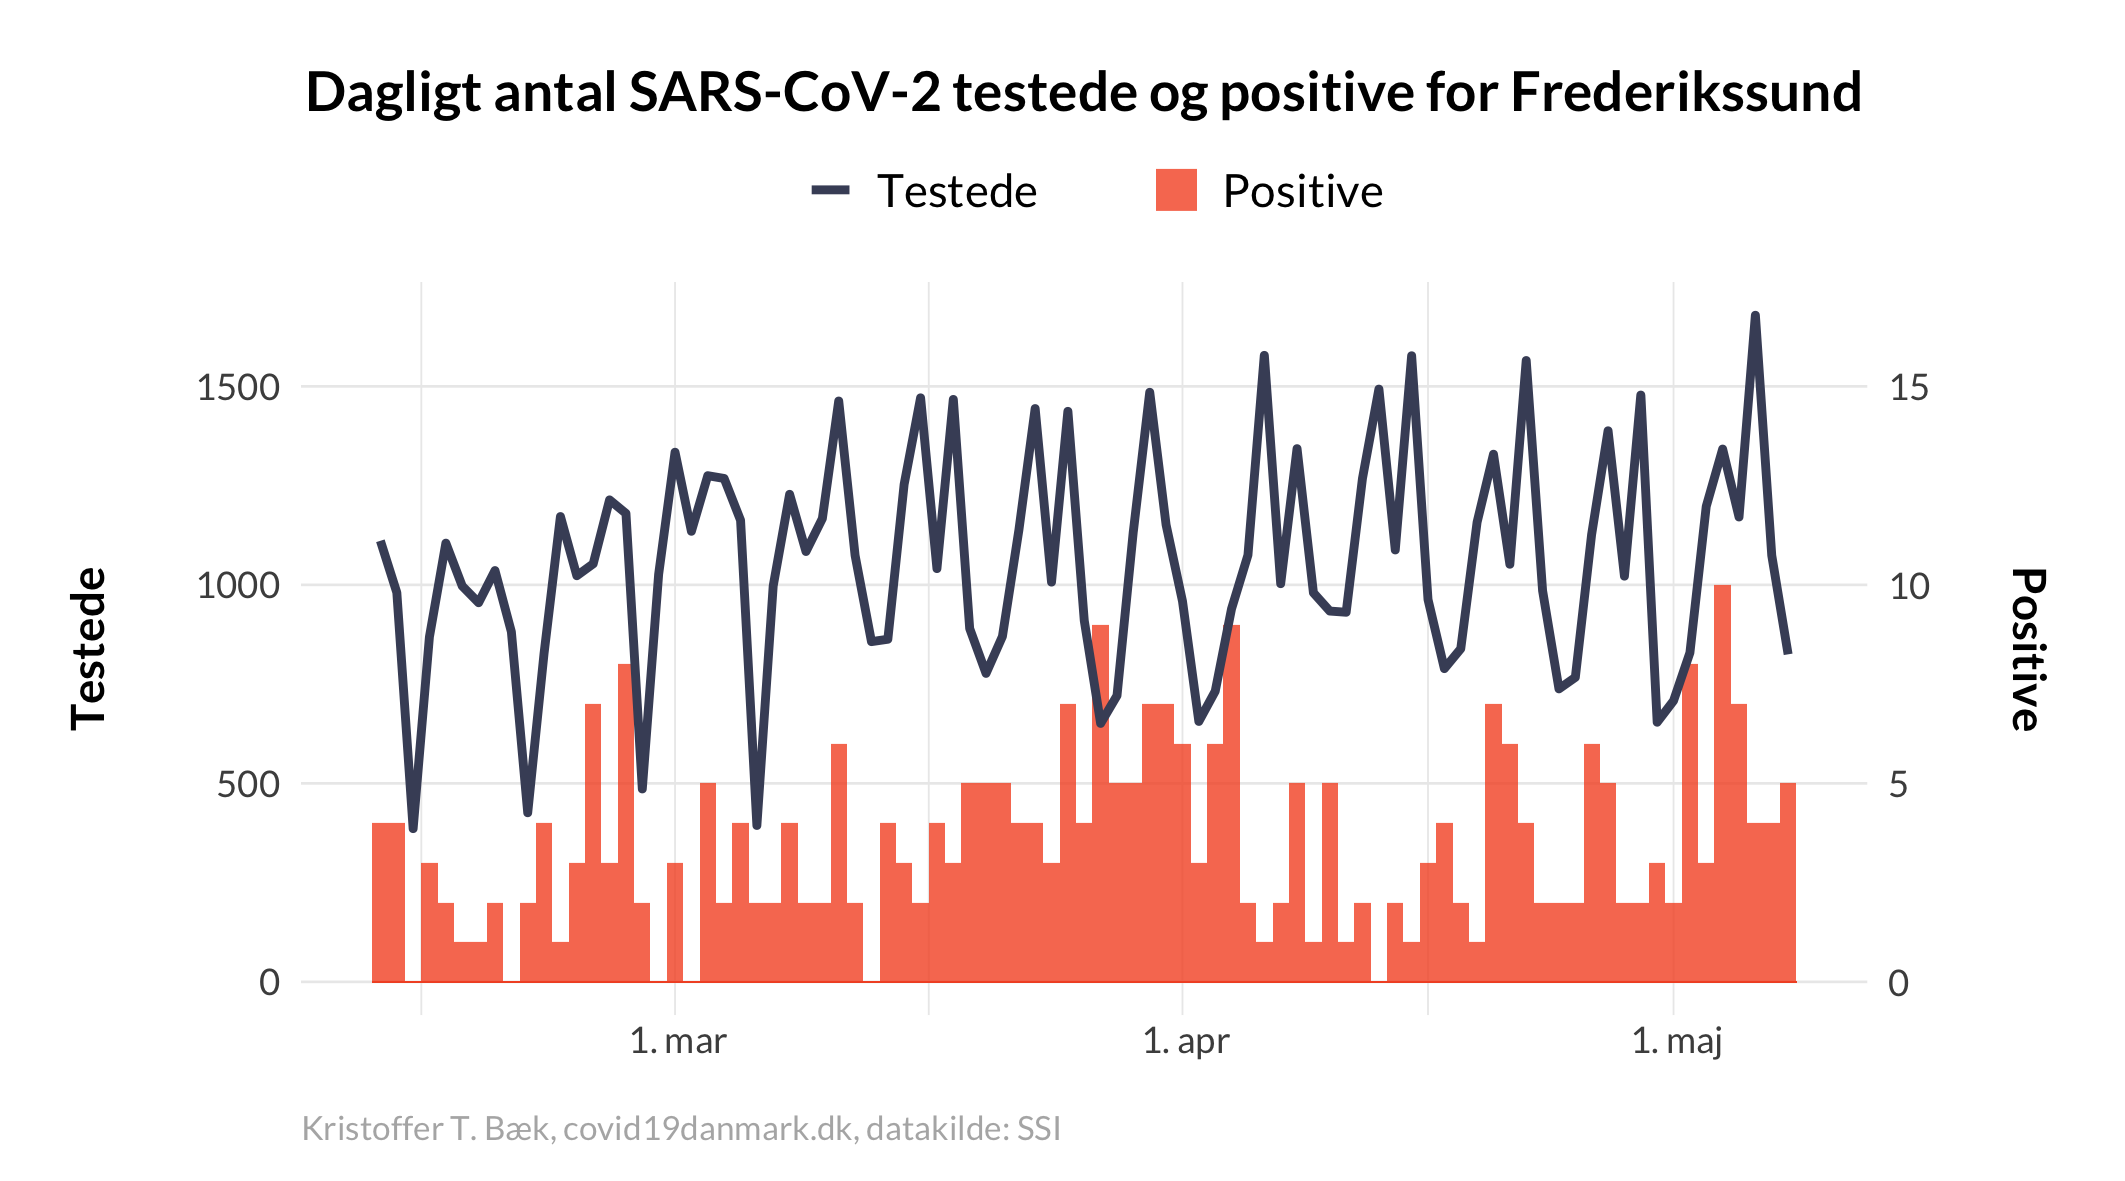 Dagligt antal SARS-CoV-2 testede og positive for Frederikssund
Testede
Positive
1500
1000
500
0
15
10
5
0
Testede
Positive
1. mar
1. apr
1. maj
Kristoffer T. Bæk, covid19danmark.dk, datakilde: SSI